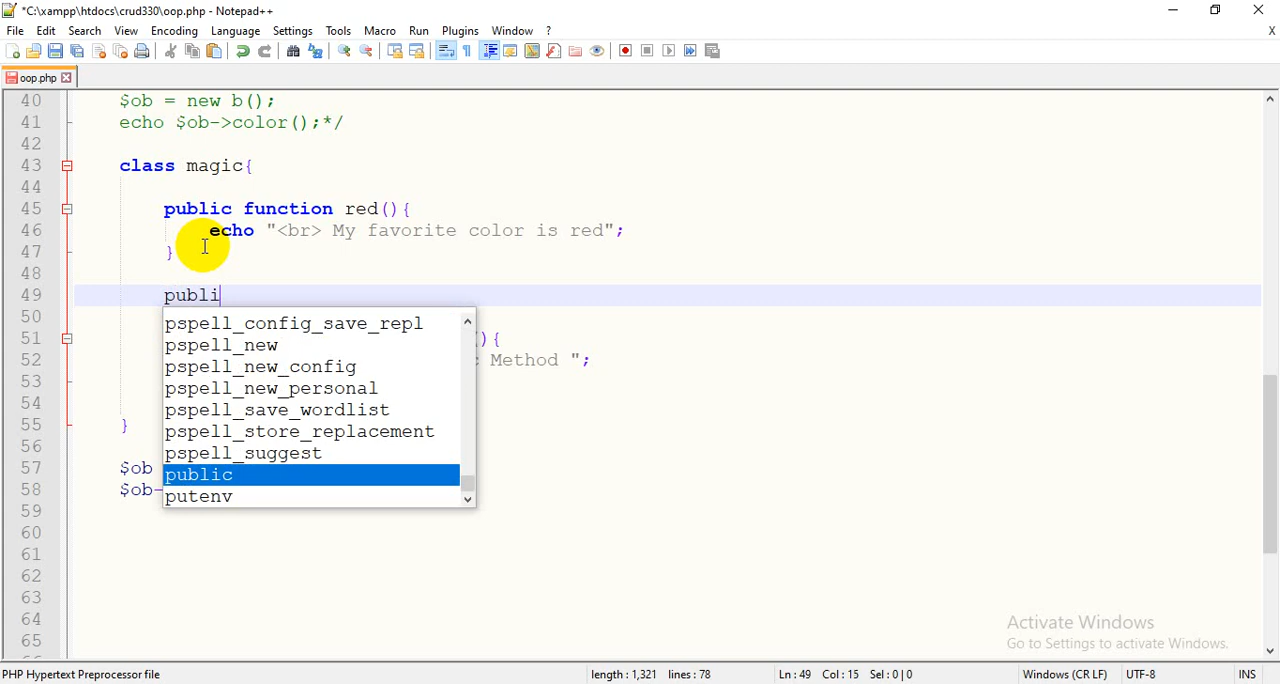 *C:\xampp\htdocs\crud330\oop.php - Notepad++
File Edit Search View Encoding Language Settings Tools Macro Run Plugins Window ? X
oop.php
40 $ob = new b();
41 echo $ob->color();*/
42
43 class magic{
44
45 public function red(){
46 echo "<br> My favorite color is red";
47 }
48
49 publi
50
pspell_config_save_repl
pspell_new
pspell_new_config
pspell_new_personal
pspell_save_wordlist
pspell_store_replacement
pspell_suggest
public
putenv
51 (){
52 Method ";
53
54
55 }
56
57 $ob
58 $ob-
59
60
61
62
63
64
65
Activate Windows
Go to Settings to activate Windows.
PHP Hypertext Preprocessor file length : 1,321 lines : 78 Ln : 49 Col : 15 Sel : 0 | 0 Windows (CR LF) UTF-8 INS